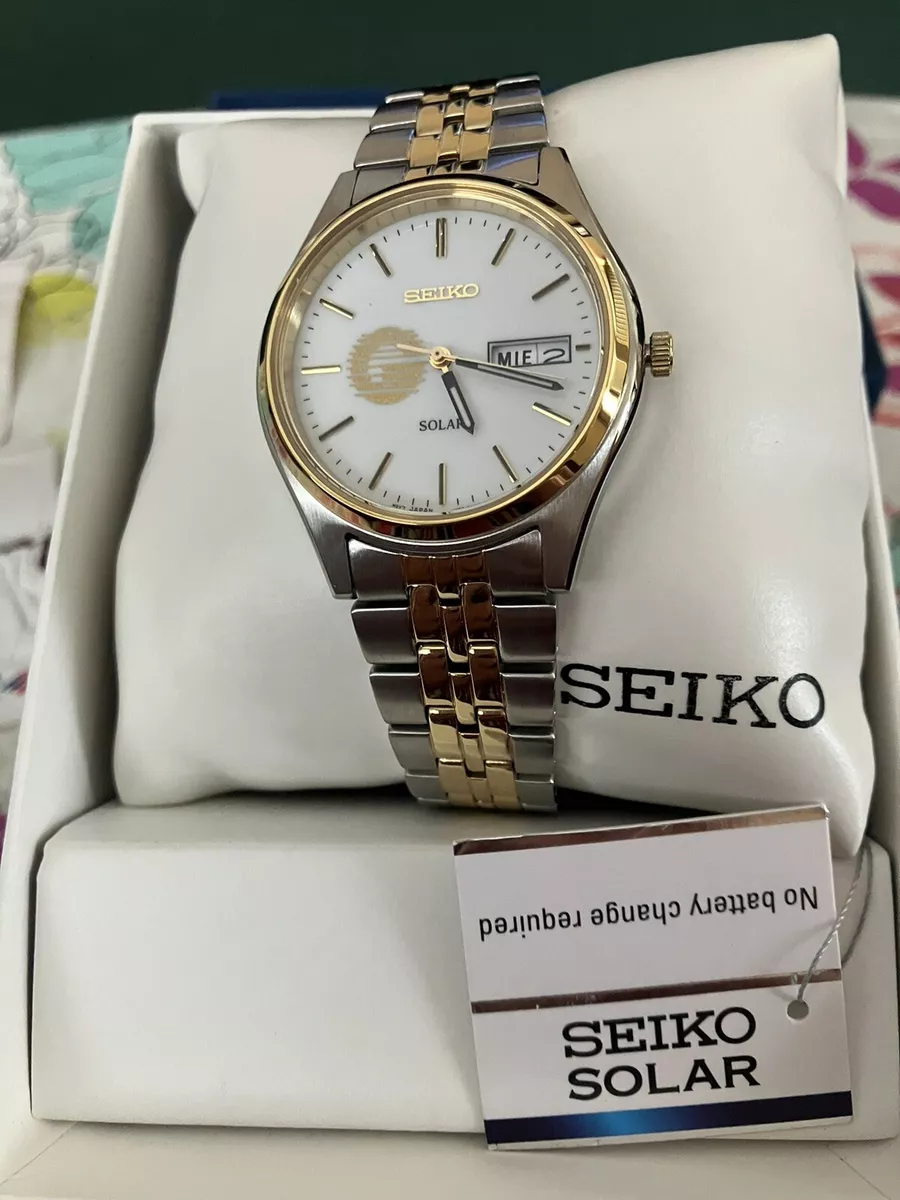 SEIKO
MIE 2
SOLAR
JAPAN
SEIKO
No battery change required
SEIKO
SOLAR